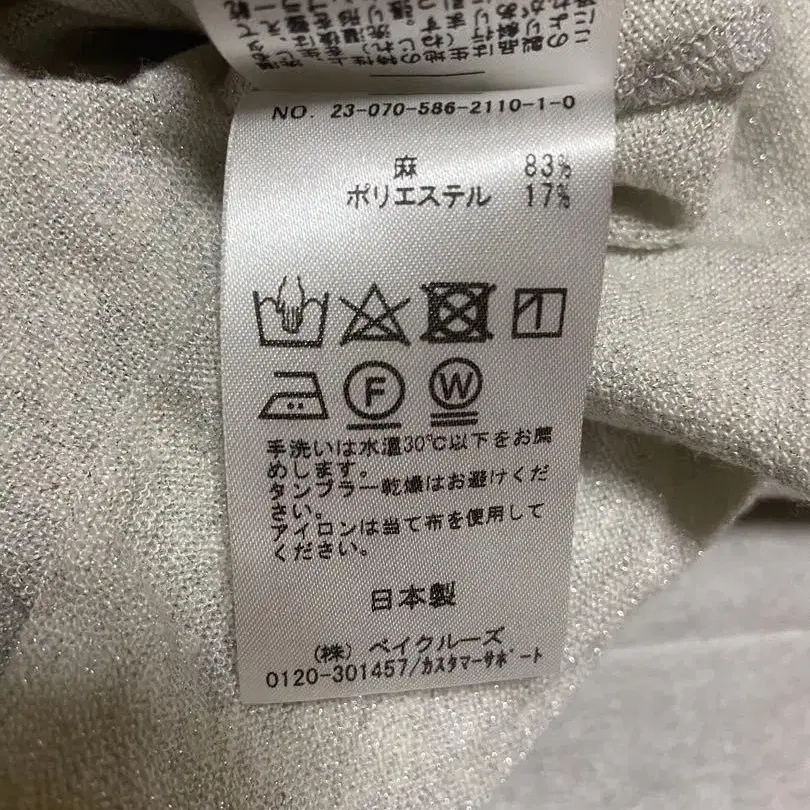 NO. 23-070-586-2110-1-0
麻 83%
ポリエステル 17%
F W
手洗いは水温30℃以下をお薦
めします。
タンブラー乾燥はお避けくだ
さい。
アイロンは当て布を使用して
ください。
日本製
(株) ベイクルーズ
0120-301457/ｶｽﾀﾏｰｻﾎﾟｰﾄ